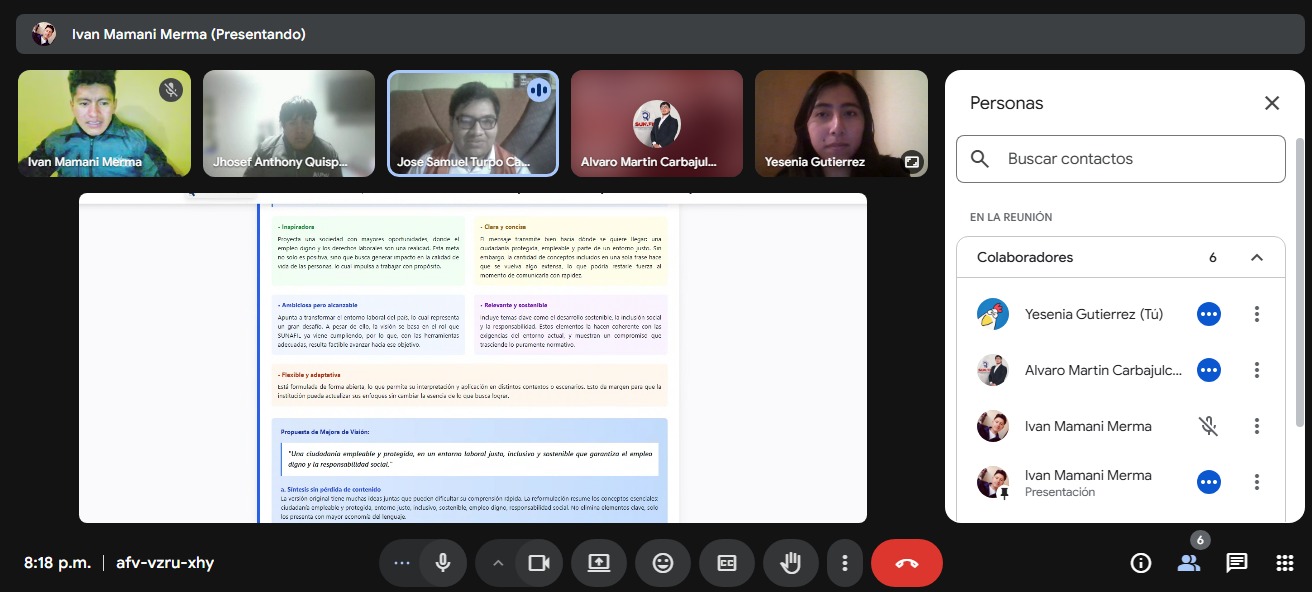 Ivan Mamani Merma (Presentando)
Ivan Mamani Merma
Jhosef Anthony Quisp...
Jose Samuel Turpo Ca...
Alvaro Martin Carbajul...
Yesenia Gutierrez
- Inspiradora
Proyecta una sociedad con mayores oportunidades, donde el
empleo digno y los derechos laborales son una realidad. Esta meta
no solo es positiva, sino que busca generar impacto en la calidad de
vida de las personas, lo cual impulsa a trabajar con propósito.
- Clara y concisa
El mensaje transmite bien hacia dónde se quiere llegar: una
ciudadanía protegida, empleable y parte de un entorno justo. Sin
embargo, la cantidad de conceptos incluidos en una sola frase hace
que se vuelva algo extensa, lo que podría restarle fuerza al
momento de comunicarla con rapidez.
- Ambiciosa pero alcanzable
Apunta a transformar el entorno laboral del país, lo cual representa
un gran desafío. A pesar de ello, la visión se basa en el rol que
SUNAFIL ya viene cumpliendo, por lo que, con las herramientas
adecuadas, resulta factible avanzar hacia ese objetivo.
- Relevante y sostenible
Incluye temas clave como el desarrollo sostenible, la inclusión social
y la responsabilidad. Estos elementos la hacen coherente con las
exigencias del entorno actual, y muestran un compromiso que
trasciende lo puramente normativo.
- Flexible y adaptativa
Está formulada de forma abierta, lo que permite su interpretación y aplicación en distintos contextos o escenarios. Esto da margen para que la
institución pueda actualizar sus enfoques sin cambiar la esencia de lo que busca lograr.
Propuesta de Mejora de Visión:
"Una ciudadanía empleable y protegida, en un entorno laboral justo, inclusivo y sostenible que garantiza el empleo
digno y la responsabilidad social."
a. Síntesis sin pérdida de contenido
La versión original tiene muchas ideas juntas que pueden dificultar su comprensión rápida. La reformulación resume los conceptos esenciales:
ciudadanía empleable y protegida, entorno justo, inclusivo, sostenible, empleo digno, responsabilidad social. No elimina elementos clave, solo
los presenta con mayor economía del lenguaje.
Personas
Buscar contactos
EN LA REUNIÓN
Colaboradores 6
Yesenia Gutierrez (Tú)
Alvaro Martin Carbajulc...
Ivan Mamani Merma
Ivan Mamani Merma
Presentación
8:18 p.m. | afv-vzru-xhy
6